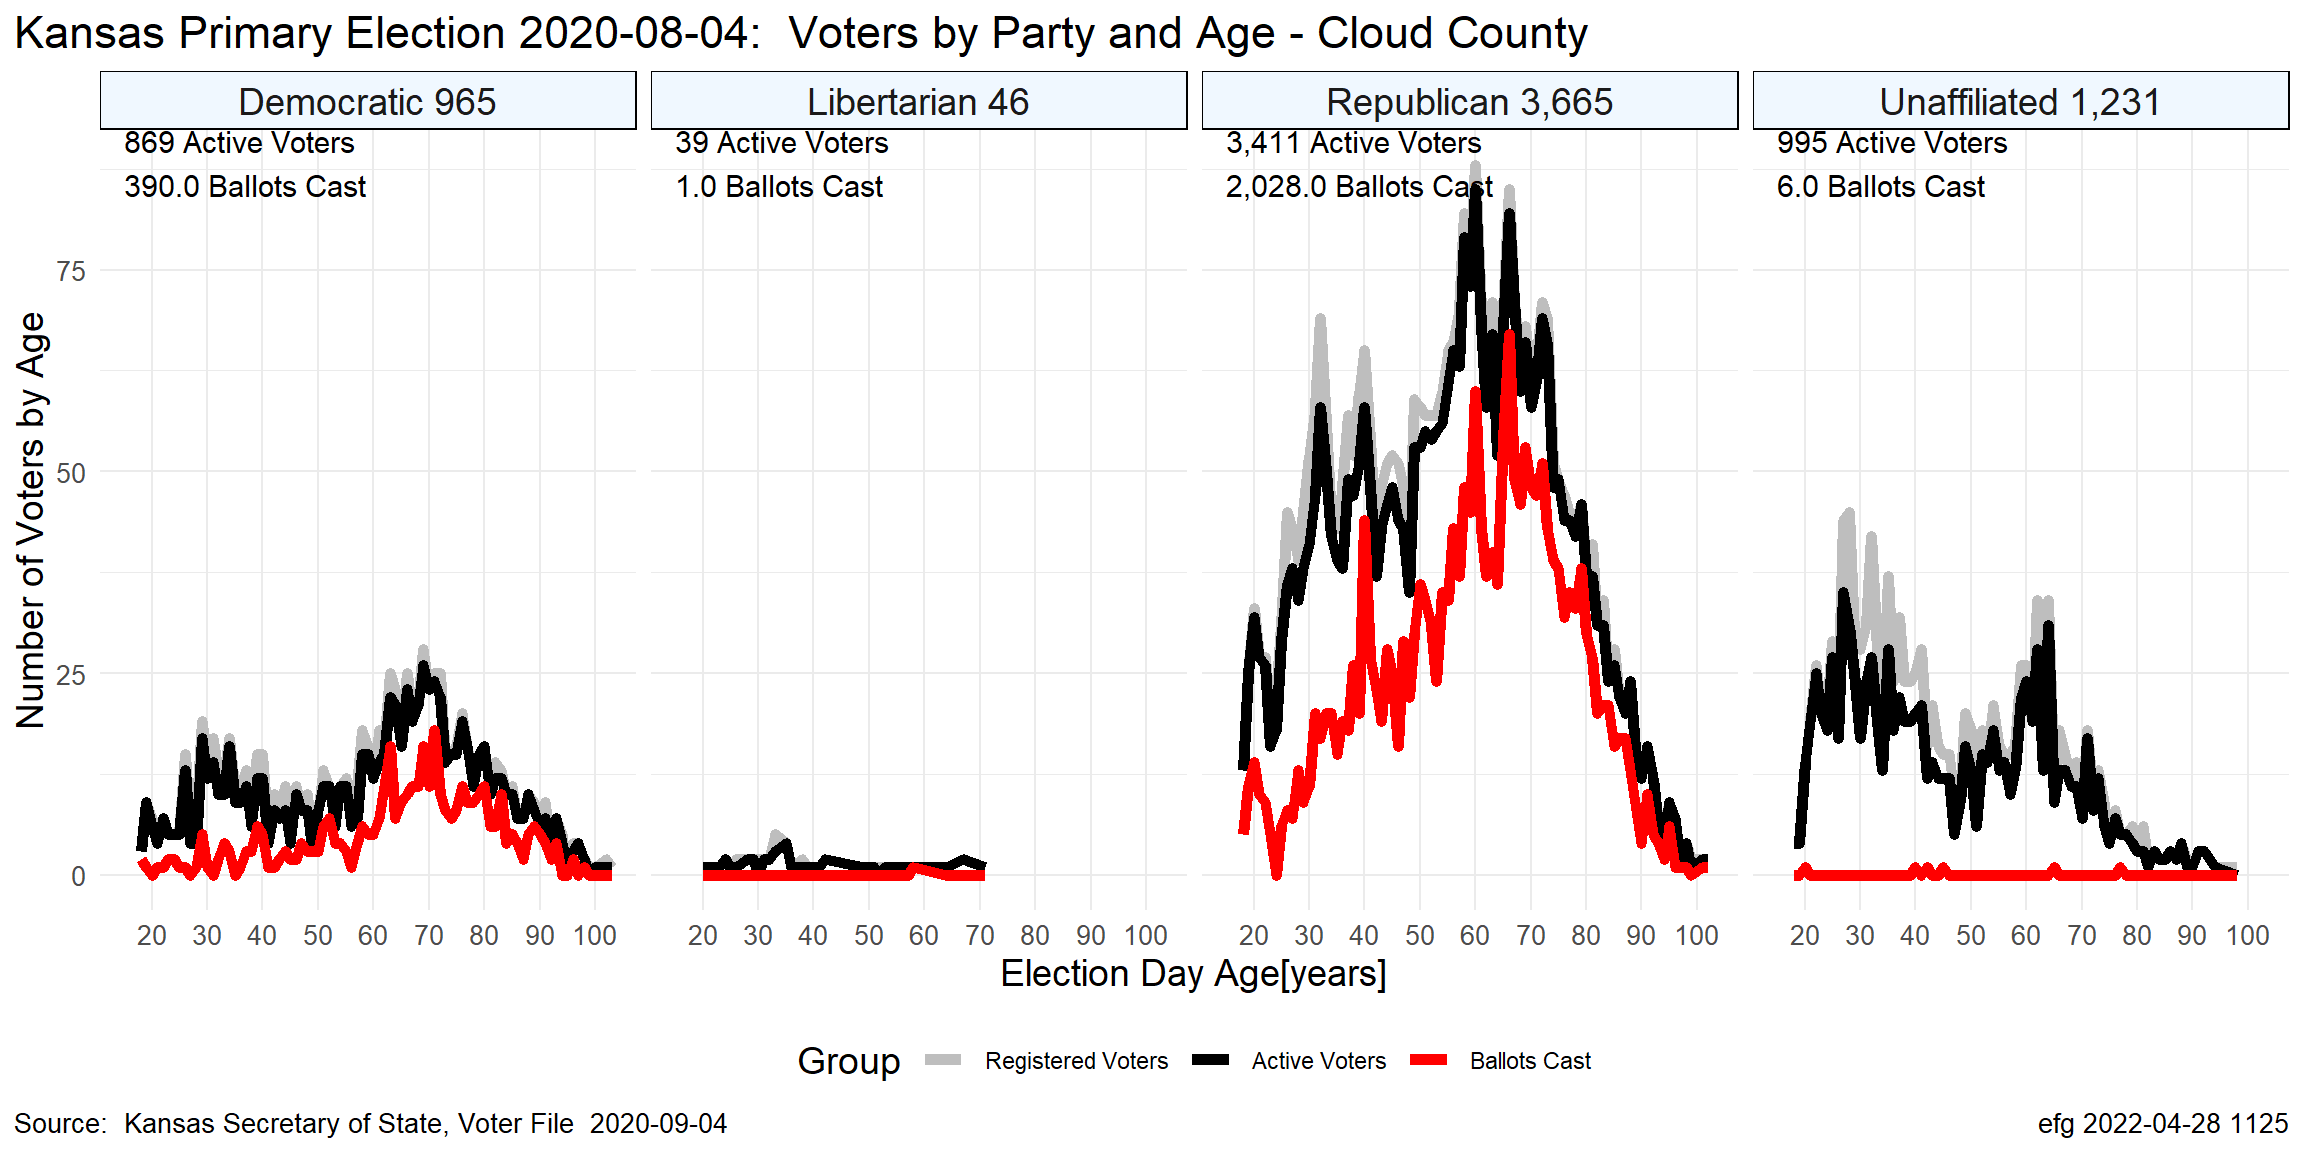 Kansas Primary Election 2020-08-04:  Voters by Party and Age - Cloud County
Democratic 965
Libertarian 46
Republican 3,665
Unaffiliated 1,231
869 Active Voters
390.0 Ballots Cast
39 Active Voters
1.0 Ballots Cast
3,411 Active Voters
2,028.0 Ballots Cast
995 Active Voters
6.0 Ballots Cast
Number of Voters by Age
75
50
25
0
20 30 40 50 60 70 80 90 100
20 30 40 50 60 70 80 90 100
20 30 40 50 60 70 80 90 100
20 30 40 50 60 70 80 90 100
Election Day Age[years]
Group Registered Voters Active Voters Ballots Cast
Source:  Kansas Secretary of State, Voter File  2020-09-04
efg 2022-04-28 1125